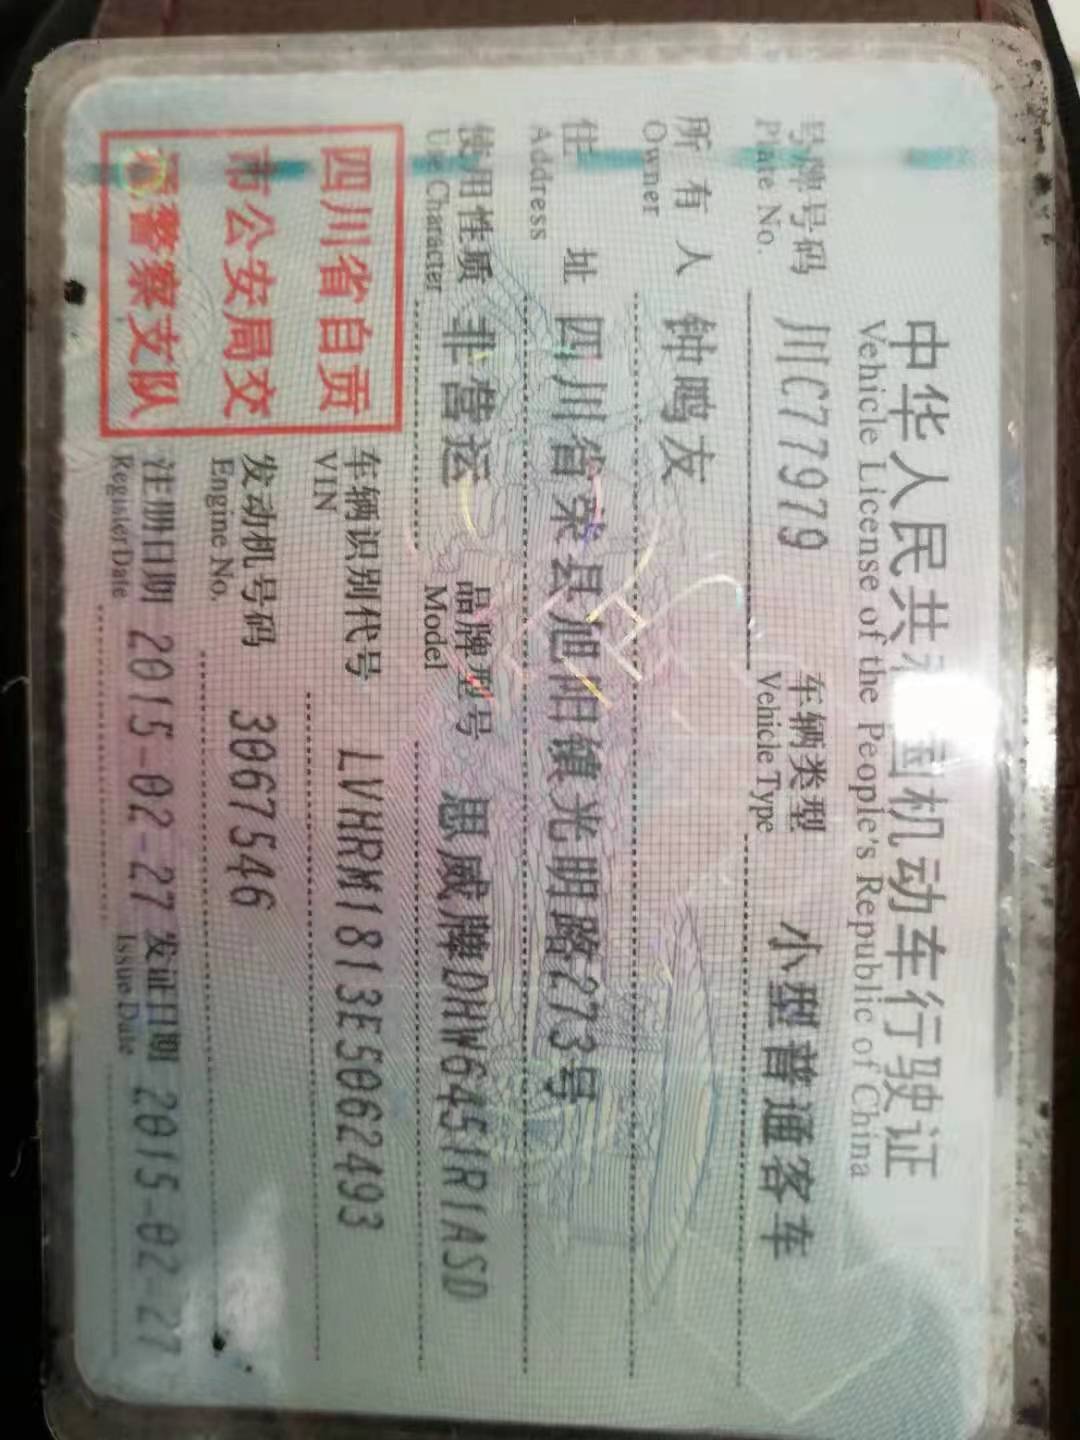 中华人民共和国机动车行驶证
Vehicle License of the People's Republic of China
号牌号码 川C77979 车辆类型 小型普通客车
Plate No. Vehicle Type
所有人 钟鸣友
Owner
住址 四川省荣县旭阳镇光明路273号
Address
使用性质 非营运 品牌型号 思威牌DHW6451R1ASD
Use Character Model
四川省自贡
市公安局交
通警察支队
车辆识别代号 LVHRM1813E5062493
VIN
发动机号码 3067546
Engine No.
注册日期 2015-02-27 发证日期 2015-02-27
Register Date Issue Date